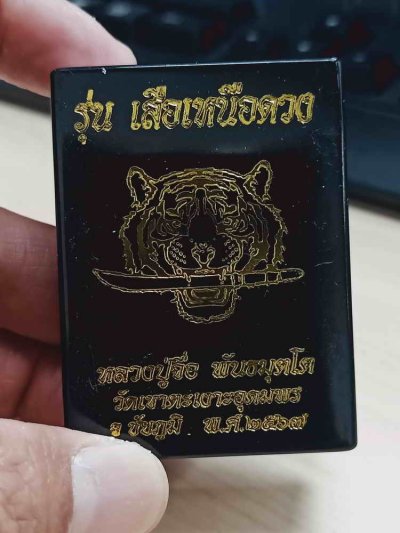 รุ่น เสือเหนือดวง
หลวงปู่จื่อ พันธมุตโต
วัดเขาตาเงาะอุดมพร
จ.ชัยภูมิ พ.ศ.๒๕๖๗